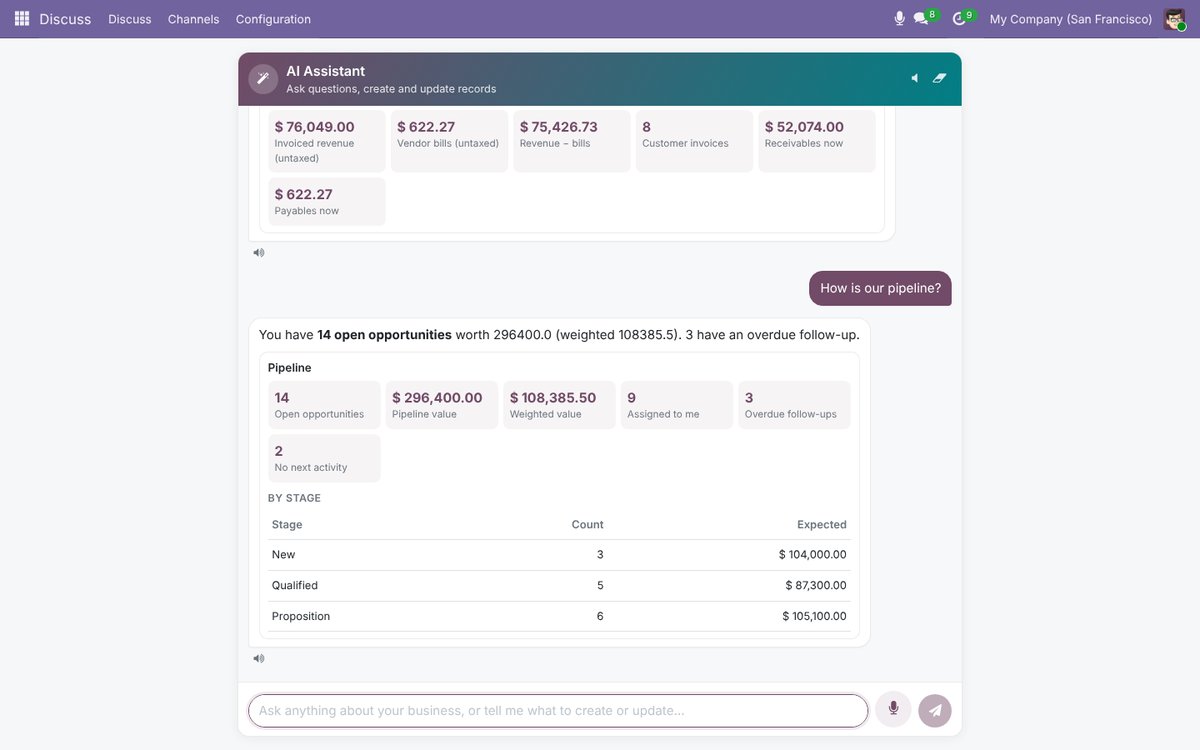 Discuss Discuss Channels Configuration 8 9 My Company (San Francisco)
AI Assistant
Ask questions, create and update records
$ 76,049.00 $ 622.27 $ 75,426.73 8 $ 52,074.00
Invoiced revenue Vendor bills (untaxed) Revenue − bills Customer invoices Receivables now
(untaxed)
$ 622.27
Payables now
How is our pipeline?
You have 14 open opportunities worth 296400.0 (weighted 108385.5). 3 have an overdue follow-up.
Pipeline
14 $ 296,400.00 $ 108,385.50 9 3
Open opportunities Pipeline value Weighted value Assigned to me Overdue follow-ups
2
No next activity
BY STAGE
Stage Count Expected
New 3 $ 104,000.00
Qualified 5 $ 87,300.00
Proposition 6 $ 105,100.00
Ask anything about your business, or tell me what to create or update...